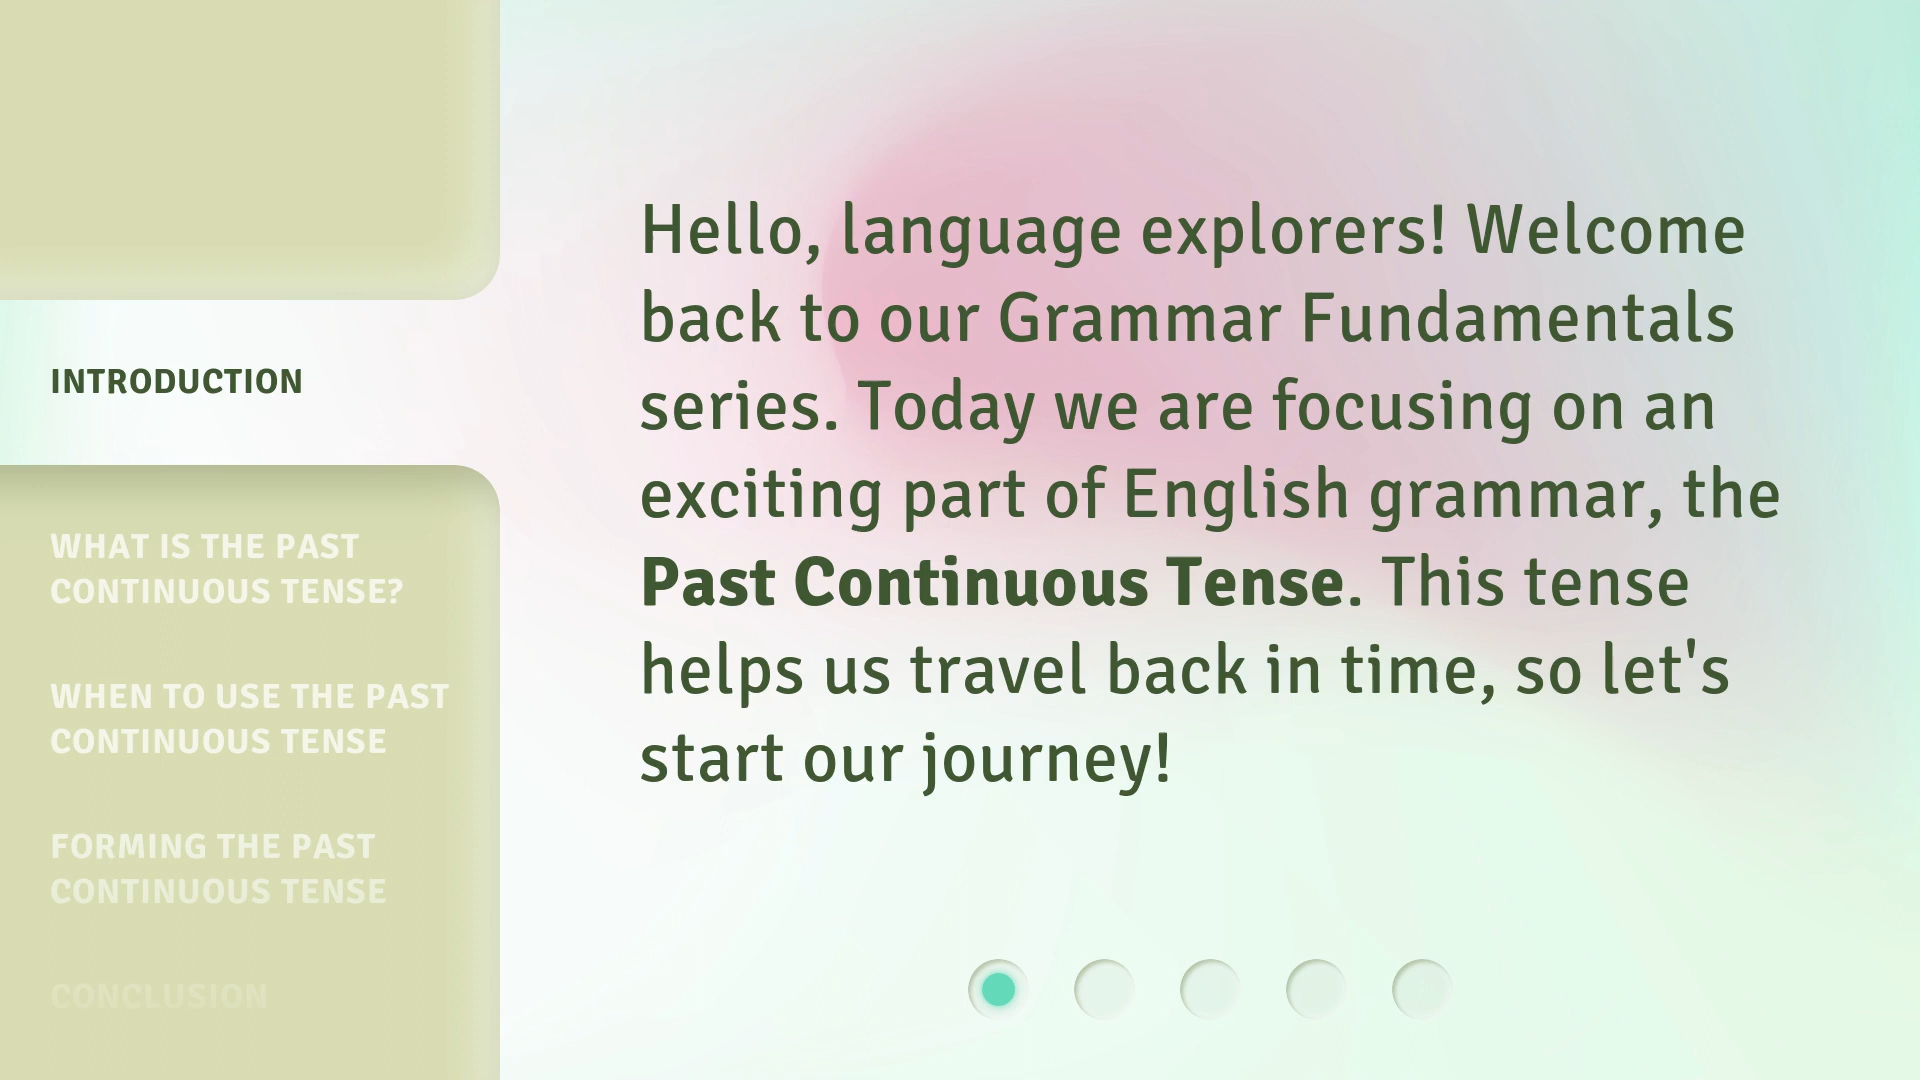 INTRODUCTION
WHAT IS THE PAST
CONTINUOUS TENSE?
WHEN TO USE THE PAST
CONTINUOUS TENSE
FORMING THE PAST
CONTINUOUS TENSE
CONCLUSION
Hello, language explorers! Welcome
back to our Grammar Fundamentals
series. Today we are focusing on an
exciting part of English grammar, the
Past Continuous Tense. This tense
helps us travel back in time, so let's
start our journey!